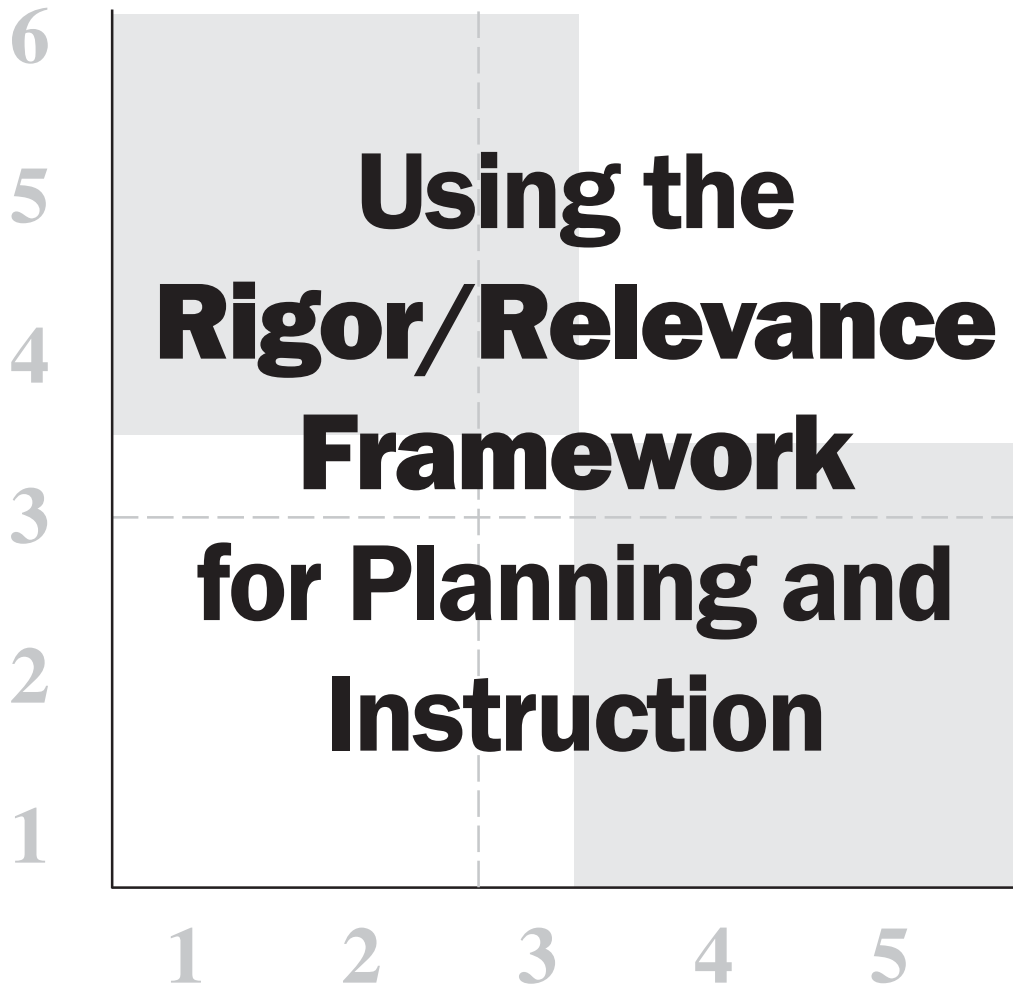 6
5
4
3
2
1
Using the
Rigor/Relevance
Framework
for Planning and
Instruction
1 2 3 4 5